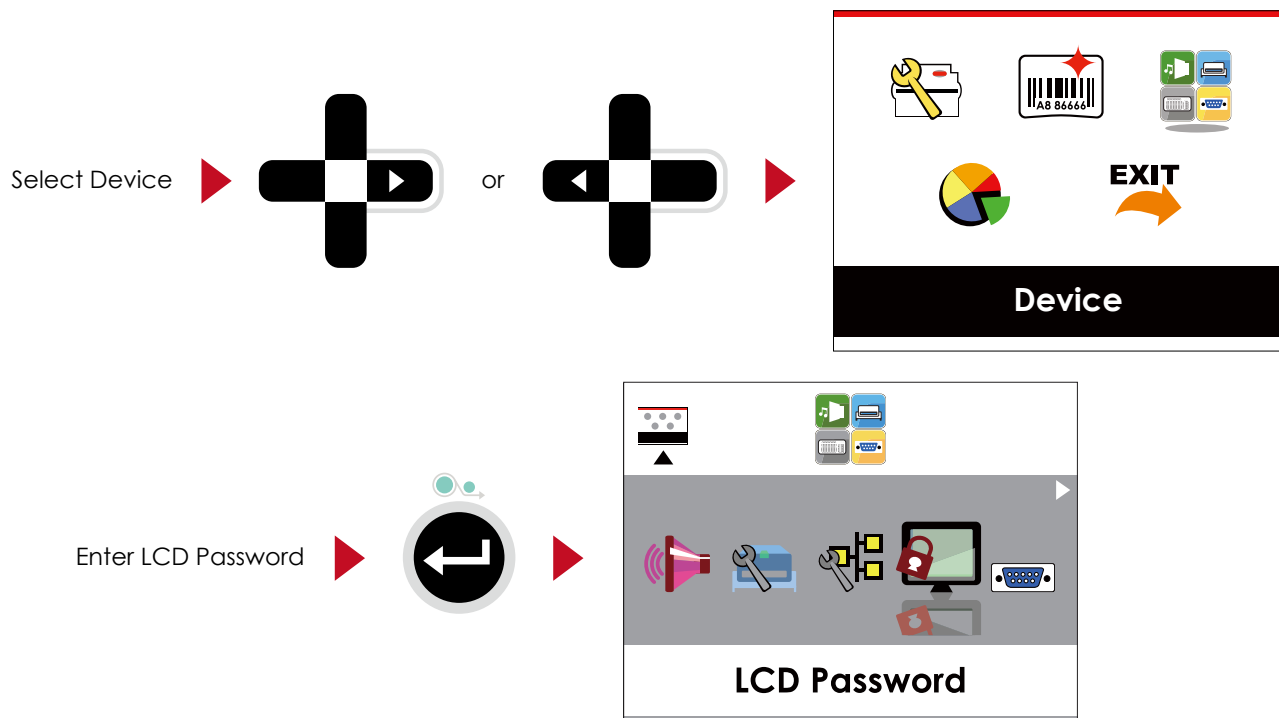 Select Device
or
A8 86666
EXIT
Device
Enter LCD Password
LCD Password